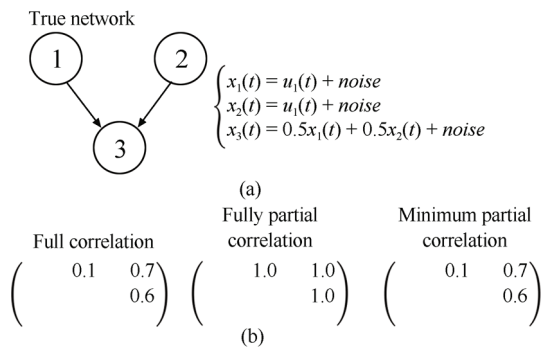 True network
1 2
3
x₁(t) = u₁(t) + noise
x₂(t) = u₁(t) + noise
x₃(t) = 0.5x₁(t) + 0.5x₂(t) + noise
(a)
Full correlation
0.1 0.7
0.6
Fully partial
correlation
1.0 1.0
1.0
Minimum partial
correlation
0.1 0.7
0.6
(b)